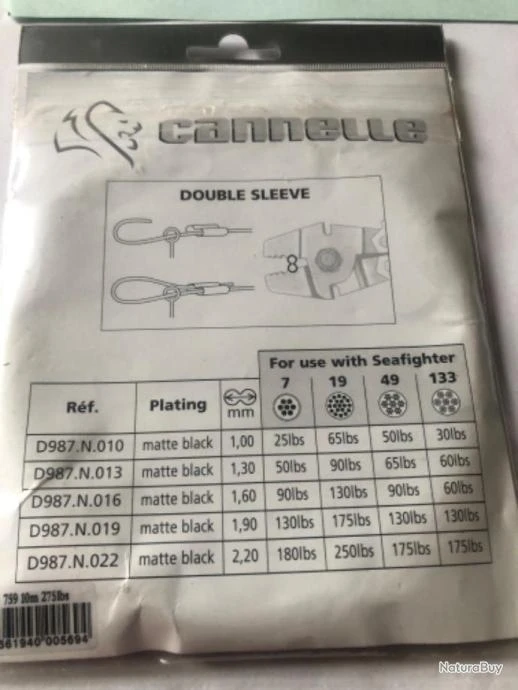 cannelle
DOUBLE SLEEVE
8
For use with Seafighter
7 19 49 133
Réf. Plating mm
D987.N.010 matte black 1,00 25lbs 65lbs 50lbs 30lbs
D987.N.013 matte black 1,30 50lbs 90lbs 65lbs 60lbs
D987.N.016 matte black 1,60 90lbs 130lbs 90lbs 60lbs
D987.N.019 matte black 1,90 130lbs 175lbs 130lbs 130lbs
D987.N.022 matte black 2,20 180lbs 250lbs 175lbs 175lbs
759 10m 275lbs
561940 005694
NaturaBuy